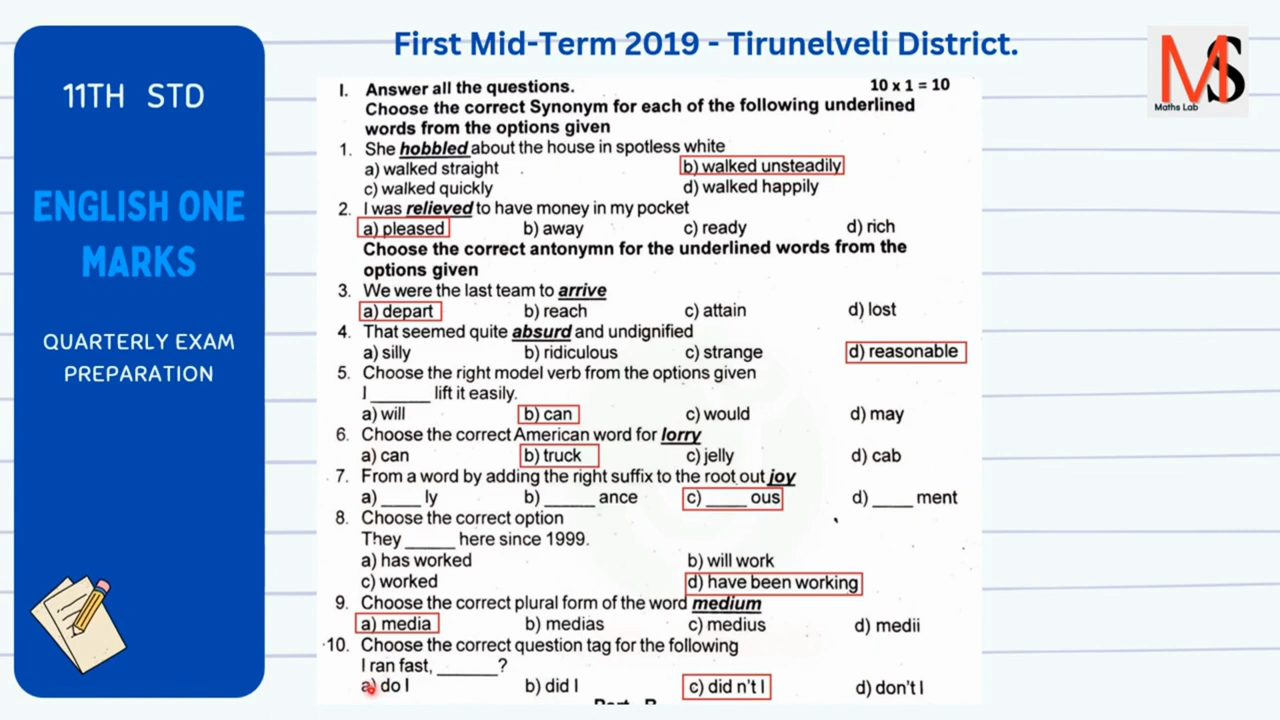 First Mid-Term 2019 - Tirunelveli District.
MS
Maths Lab
11TH STD
ENGLISH ONE
MARKS
QUARTERLY EXAM
PREPARATION
I. Answer all the questions. 10 x 1 = 10
Choose the correct Synonym for each of the following underlined
words from the options given
1. She hobbled about the house in spotless white
a) walked straight b) walked unsteadily
c) walked quickly d) walked happily
2. I was relieved to have money in my pocket
a) pleased b) away c) ready d) rich
Choose the correct antonymn for the underlined words from the
options given
3. We were the last team to arrive
a) depart b) reach c) attain d) lost
4. That seemed quite absurd and undignified
a) silly b) ridiculous c) strange d) reasonable
5. Choose the right model verb from the options given
I ______ lift it easily.
a) will b) can c) would d) may
6. Choose the correct American word for lorry
a) can b) truck c) jelly d) cab
7. From a word by adding the right suffix to the root out joy
a) ____ ly b) _____ ance c) ____ ous d) ____ ment
8. Choose the correct option
They _____ here since 1999.
a) has worked b) will work
c) worked d) have been working
9. Choose the correct plural form of the word medium
a) media b) medias c) medius d) medii
10. Choose the correct question tag for the following
I ran fast, ______ ?
a) do I b) did I c) did n't I d) don't I